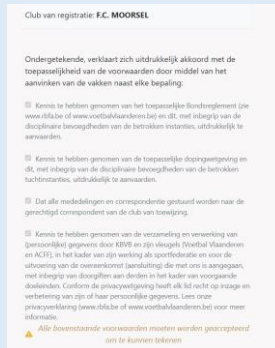 Club van registratie: F.C. MOORSEL
Ondergetekende, verklaart zich uitdrukkelijk akkoord met de
toepasselijkheid van de voorwaarden door middel van het
aanvinken van de vakken naast elke bepaling:
Kennis te hebben genomen van het toepasselijke Bondsreglement (zie
www.rbfa.be of www.voetbalvlaanderen.be) en dit, met inbegrip van de
disciplinaire bevoegdheden van de betrokken instanties, uitdrukkelijk te
aanvaarden.
Kennis te hebben genomen van de toepasselijke dopingwetgeving en
dit, met inbegrip van de disciplinaire bevoegdheden van de betrokken
tuchtinstanties, uitdrukkelijk te aanvaarden.
Dat alle mededelingen en correspondentie gestuurd worden naar de
gerechtigd correspondent van de club van toewijzing.
Kennis te hebben genomen van de verzameling en verwerking van
(persoonlijke) gegevens door KBVB en zijn vleugels (Voetbal Vlaanderen
en ACFF), in het kader van zijn werking als sportfederatie en voor de
uitvoering van de overeenkomst (aansluiting) die met ons is aangegaan,
met inbegrip van doorgiften aan derden in het kader van voorgaande
doeleinden. Conform de privacywetgeving heeft elk lid recht op inzage en
verbetering van zijn of haar persoonlijke gegevens. Lees onze
privacyverklaring (www.rbfa.be of www.voetbalvlaanderen.be) voor meer
informatie.
Alle bovenstaande voorwaarden moeten worden geaccepteerd
om te kunnen tekenen